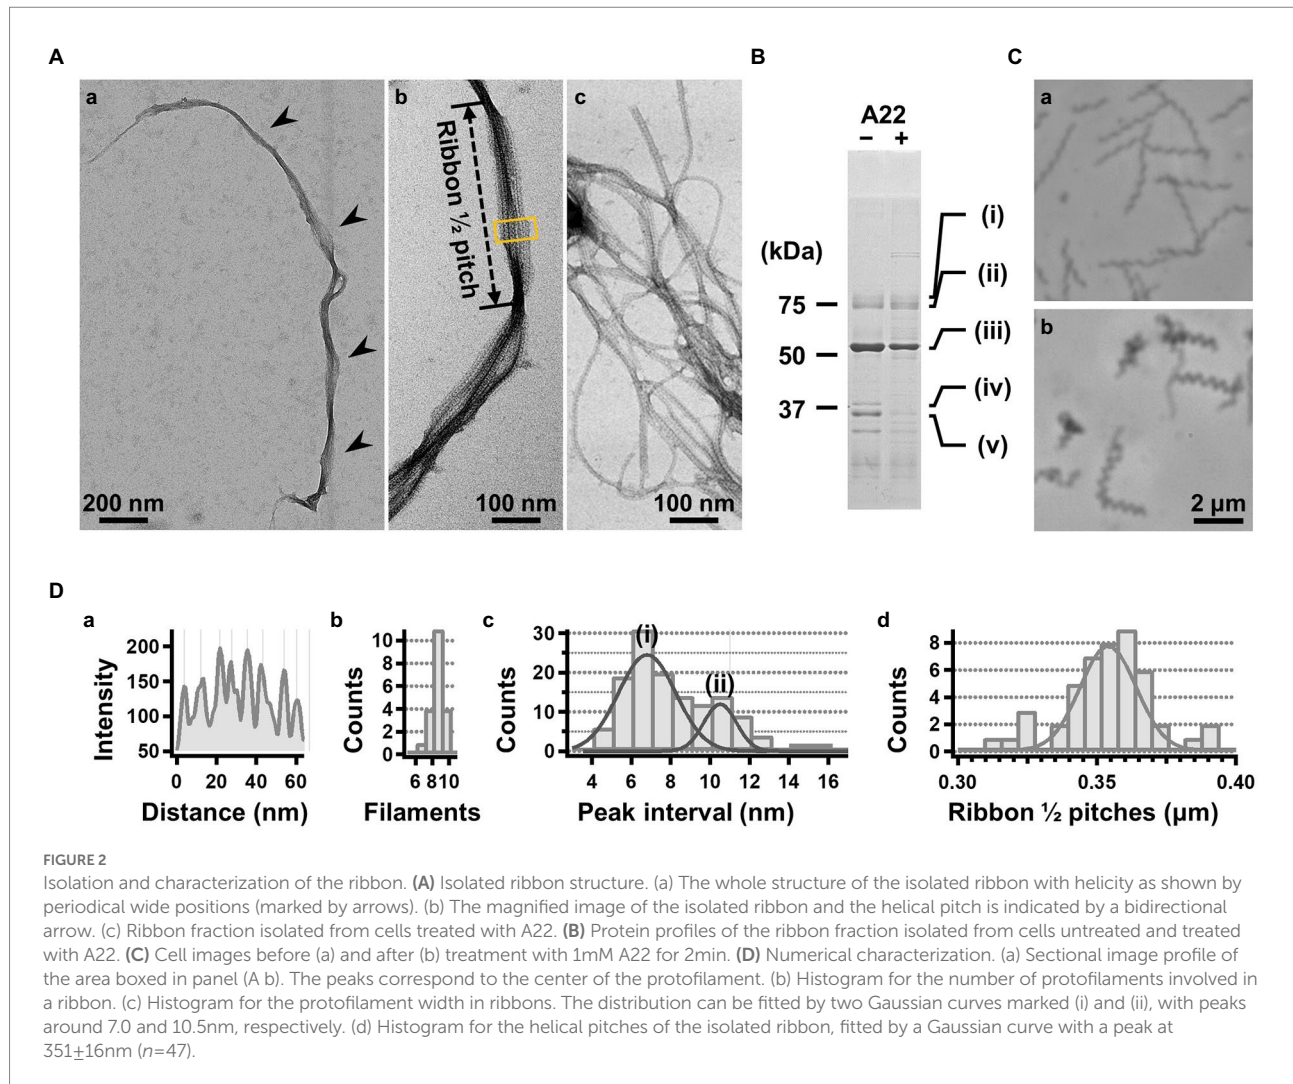 A
a
200 nm
b
Ribbon ½ pitch
100 nm
c
100 nm
B
A22
− +
(kDa)
75
50
37
(i)
(ii)
(iii)
(iv)
(v)
C
a
b
2 µm
D
a
200
150
100
50
Intensity
0 20 40 60
Distance (nm)
b
10
8
6
4
2
0
Counts
6 8 10
Filaments
c
30
20
10
0
Counts
(i)
(ii)
4 6 8 10 12 14 16
Peak interval (nm)
d
8
6
4
2
0
Counts
0.30 0.35 0.40
Ribbon ½ pitches (µm)
FIGURE 2
Isolation and characterization of the ribbon. (A) Isolated ribbon structure. (a) The whole structure of the isolated ribbon with helicity as shown by
periodical wide positions (marked by arrows). (b) The magnified image of the isolated ribbon and the helical pitch is indicated by a bidirectional
arrow. (c) Ribbon fraction isolated from cells treated with A22. (B) Protein profiles of the ribbon fraction isolated from cells untreated and treated
with A22. (C) Cell images before (a) and after (b) treatment with 1mM A22 for 2min. (D) Numerical characterization. (a) Sectional image profile of
the area boxed in panel (A b). The peaks correspond to the center of the protofilament. (b) Histogram for the number of protofilaments involved in
a ribbon. (c) Histogram for the protofilament width in ribbons. The distribution can be fitted by two Gaussian curves marked (i) and (ii), with peaks
around 7.0 and 10.5nm, respectively. (d) Histogram for the helical pitches of the isolated ribbon, fitted by a Gaussian curve with a peak at
351±16nm (n=47).